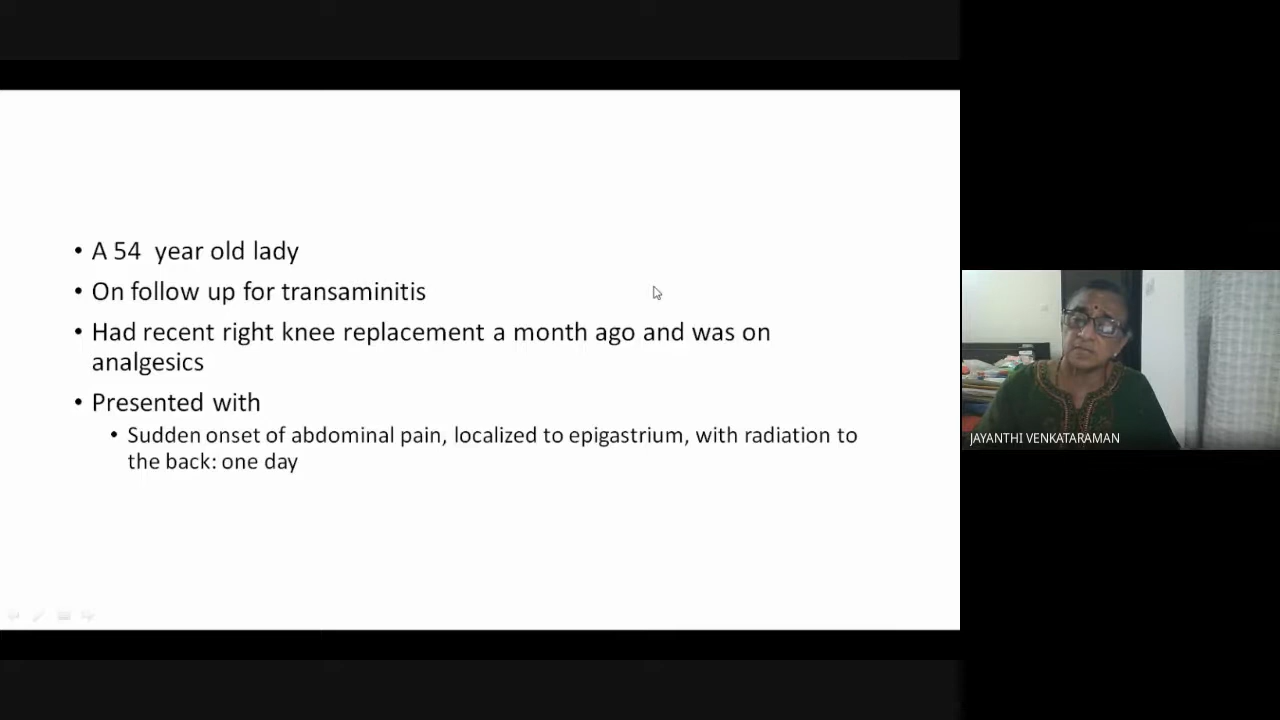 • A 54  year old lady
• On follow up for transaminitis
• Had recent right knee replacement a month ago and was on
analgesics
• Presented with
• Sudden onset of abdominal pain, localized to epigastrium, with radiation to
the back: one day
JAYANTHI VENKATARAMAN